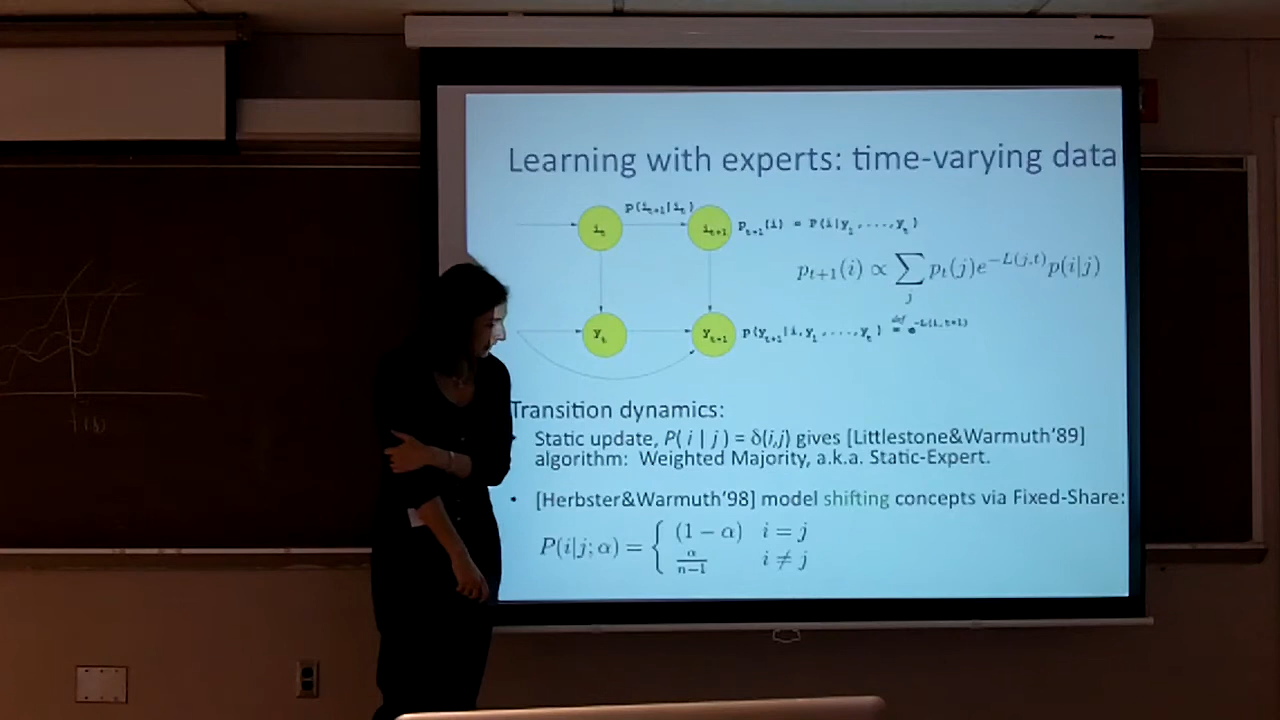 Learning with experts: time-varying data
p(i_{t+1}|i_t)
i_t
i_{t+1}
p_{t+1}(i) = P(i|y_1,....,y_t)
p_{t+1}(i) ∝ ∑_j p_t(j)e^{-L(j,t)}p(i|j)
y_t
y_{t+1}
p(y_{t+1}|i,y_1,....,y_t) def= e^{-L(i,t+1)}
Transition dynamics:
• Static update, P( i | j ) = δ(i,j) gives [Littlestone&Warmuth'89]
algorithm: Weighted Majority, a.k.a. Static-Expert.
• [Herbster&Warmuth'98] model shifting concepts via Fixed-Share:
P(i|j;α) = { (1 − α) i = j
α/n−1 i ≠ j